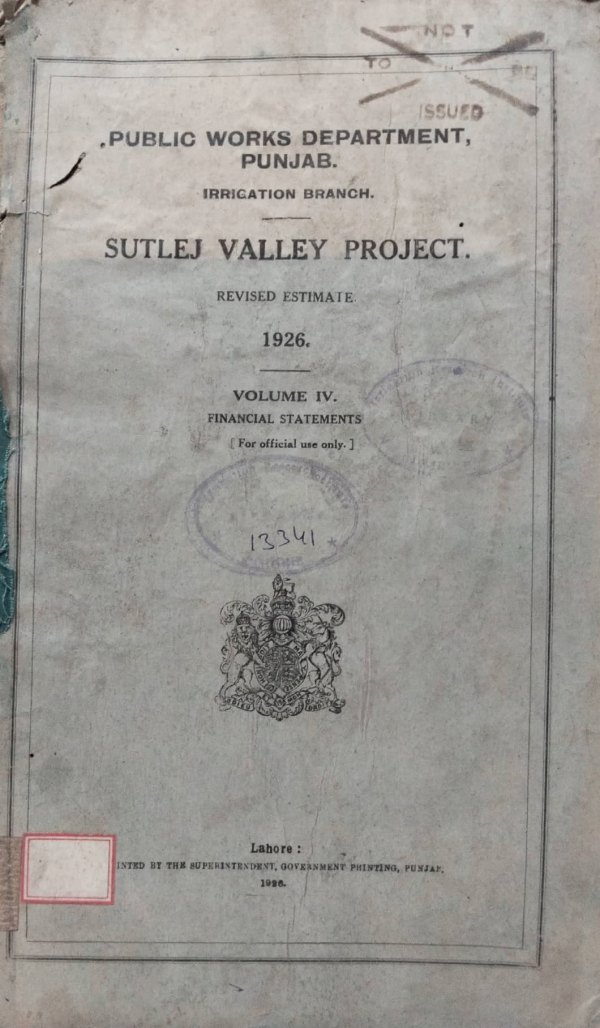 NOT
TO BE
ISSUED
PUBLIC WORKS DEPARTMENT,
PUNJAB.
IRRIGATION BRANCH.
SUTLEJ VALLEY PROJECT.
REVISED ESTIMATE
1926.
VOLUME IV.
FINANCIAL STATEMENTS
[ For official use only. ]
13341
Lahore :
INTED BY THE SUPERINTENDENT, GOVERNMENT PRINTING, PUNJAB,
1926.